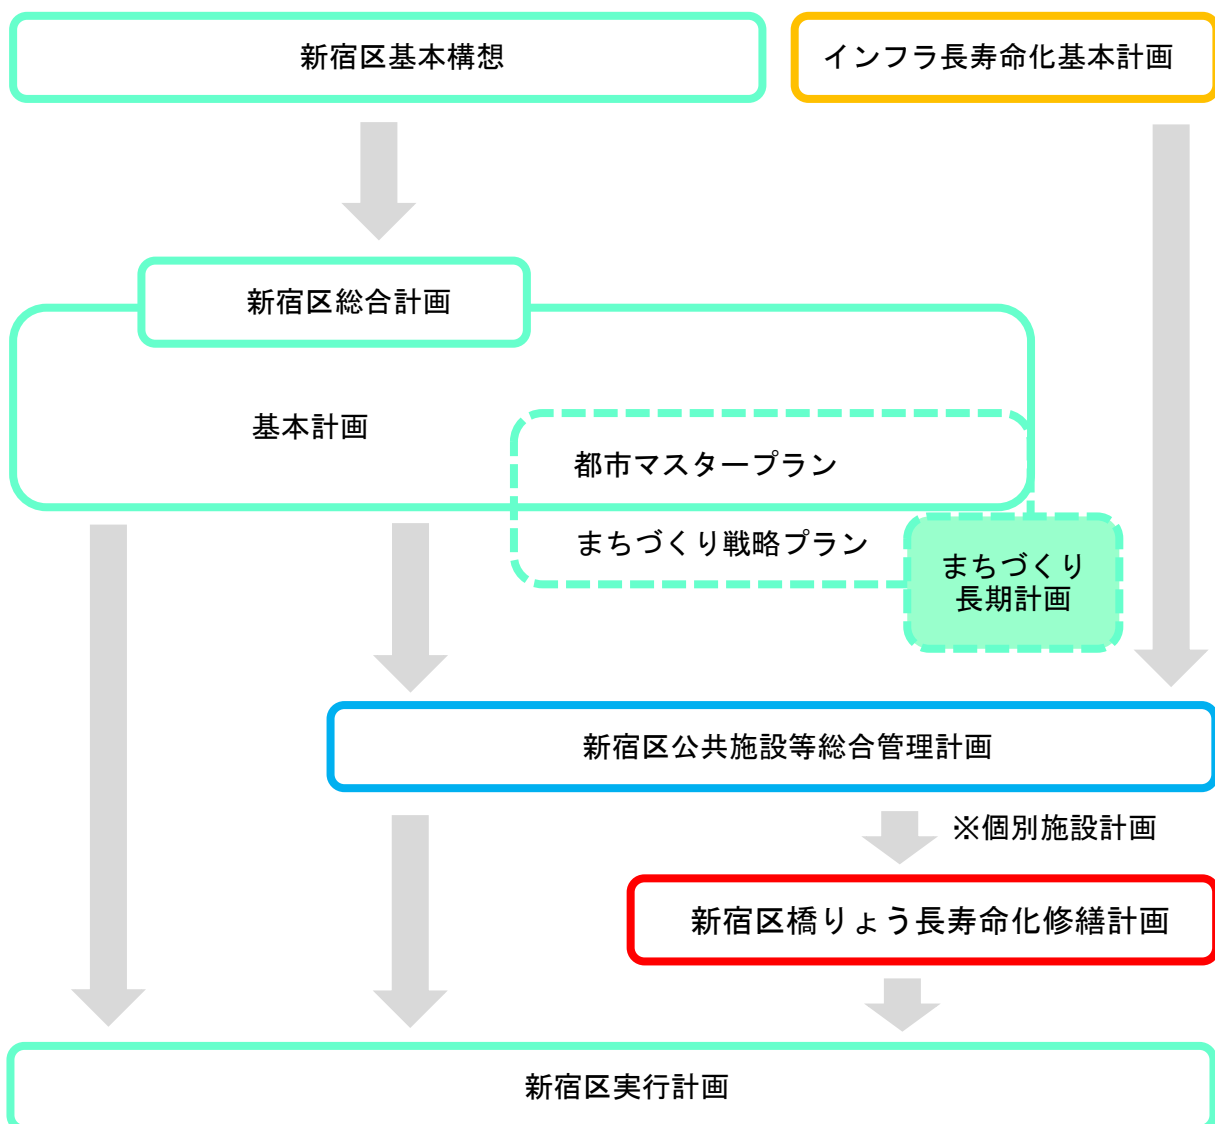 新宿区基本構想
インフラ長寿命化基本計画
新宿区総合計画
基本計画
都市マスタープラン
まちづくり戦略プラン
まちづくり
長期計画
新宿区公共施設等総合管理計画
※個別施設計画
新宿区橋りょう長寿命化修繕計画
新宿区実行計画